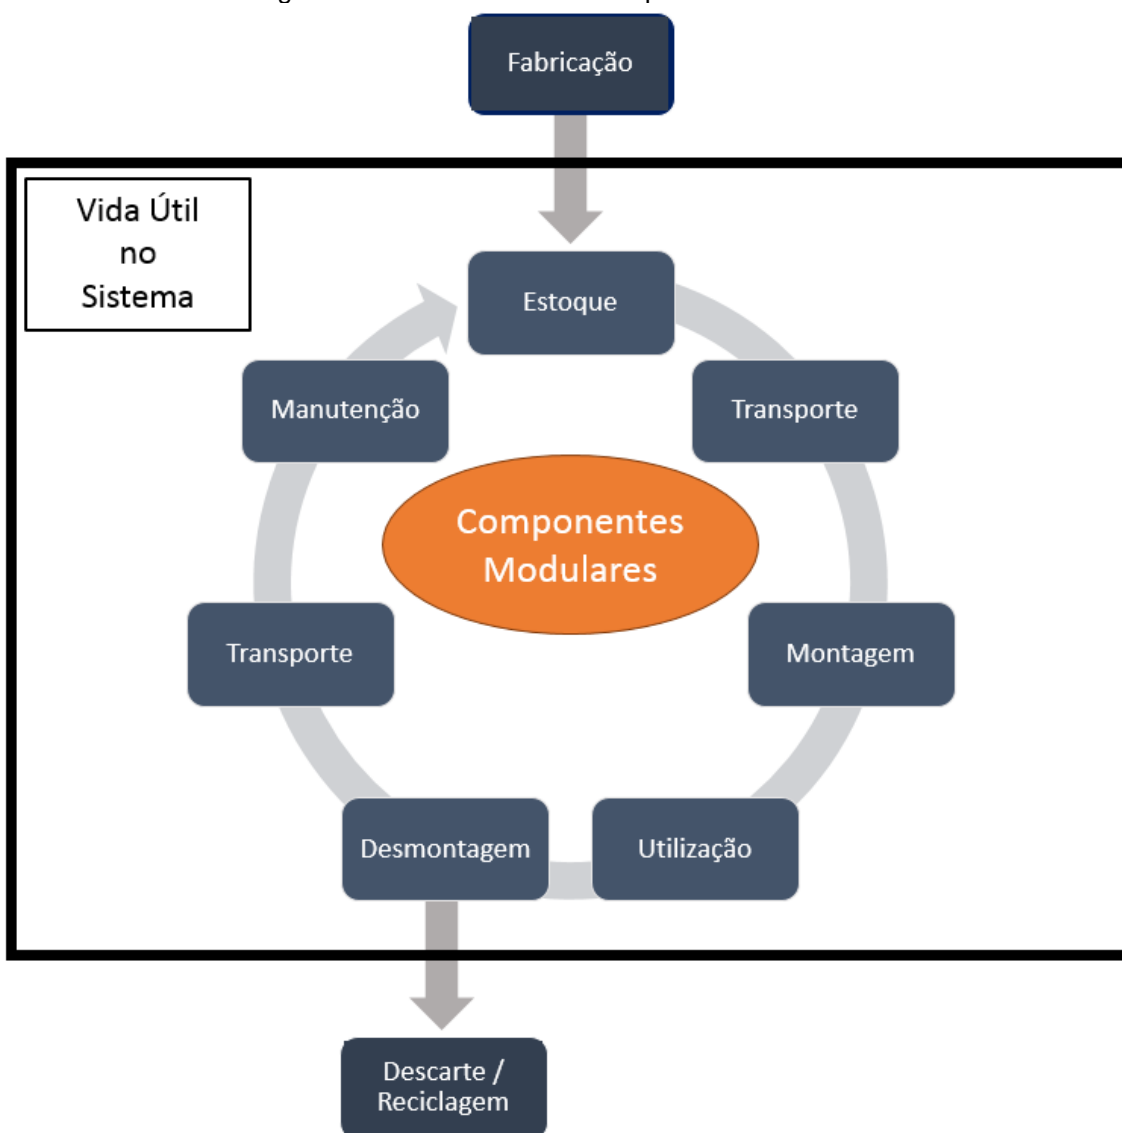 Fabricação
Vida Útil
no
Sistema
Estoque
Manutenção
Transporte
Componentes
Modulares
Transporte
Montagem
Desmontagem
Utilização
Descarte /
Reciclagem